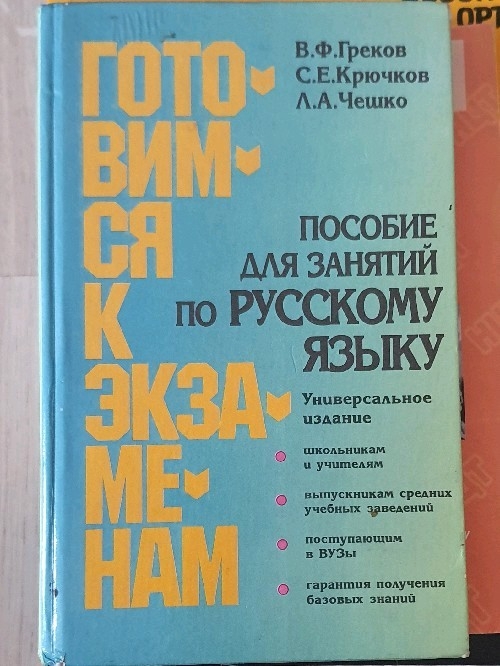 В.Ф.Греков
С.Е.Крючков
Л.А.Чешко
ГОТО-
ВИМ-
СЯ
К
ЭКЗА-
МЕ-
НАМ
ПОСОБИЕ
ДЛЯ ЗАНЯТИЙ
ПО РУССКОМУ
ЯЗЫКУ
Универсальное
издание
школьникам
и учителям
выпускникам средних
учебных заведений
поступающим
в ВУЗы
гарантия получения
базовых знаний